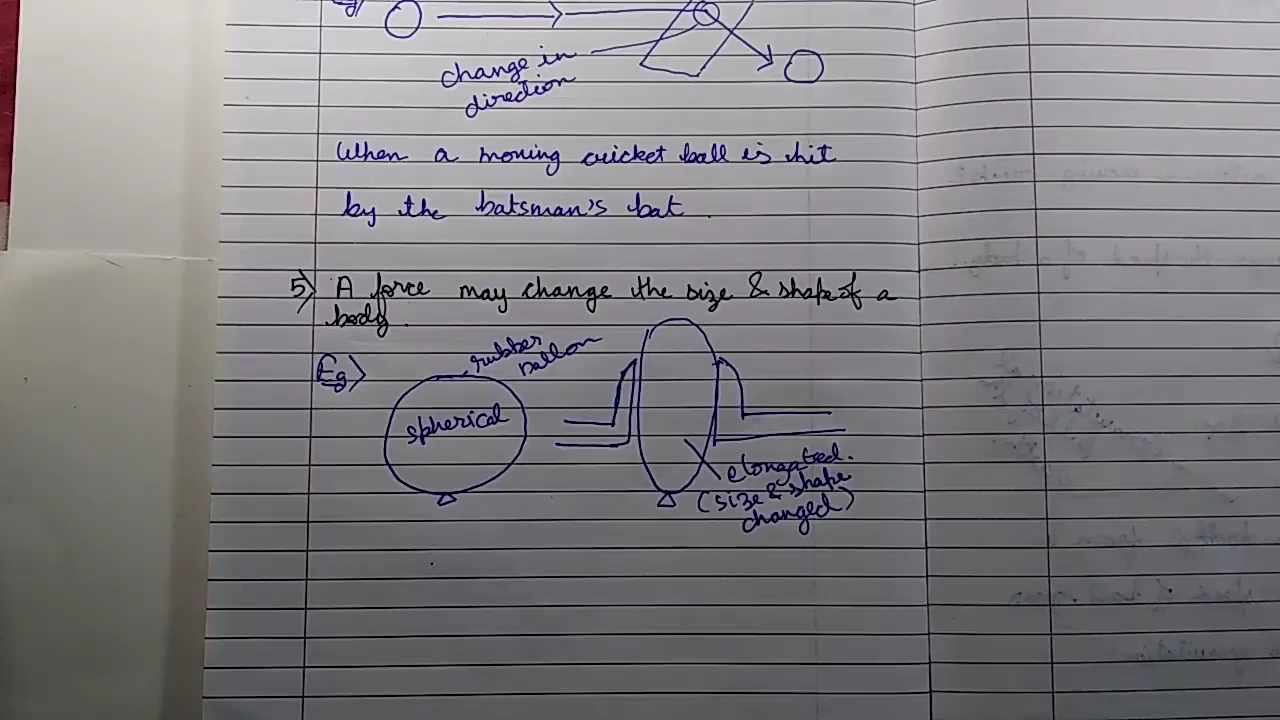 change in
direction
When a moving cricket ball is hit
by the batsman's bat.
5) A force may change the size & shape of a
body.
Eg)
rubber
ballon
spherical
elongated.
(size & shape
changed)